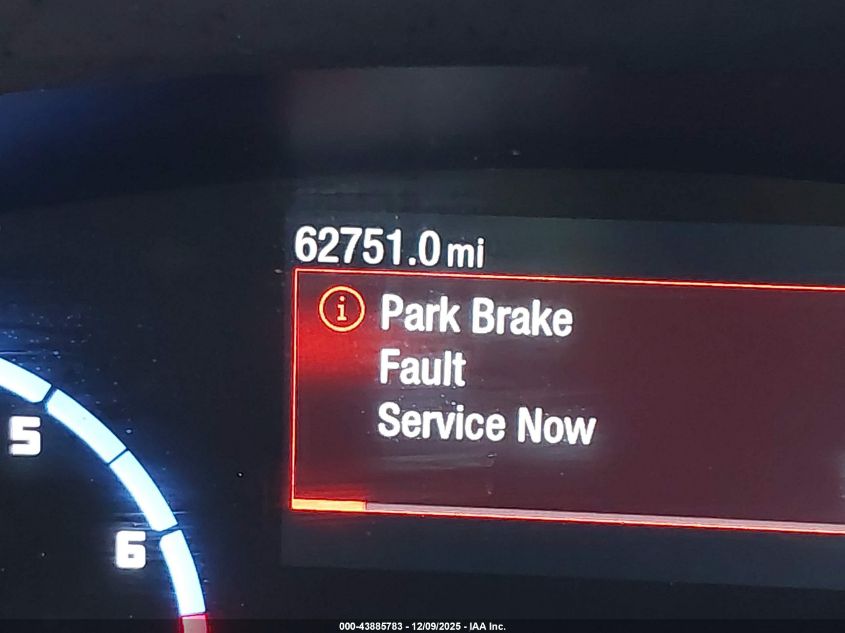 62751.0 mi
i
Park Brake
Fault
Service Now
5
6
000-43885783 - 12/09/2025 - IAA Inc.